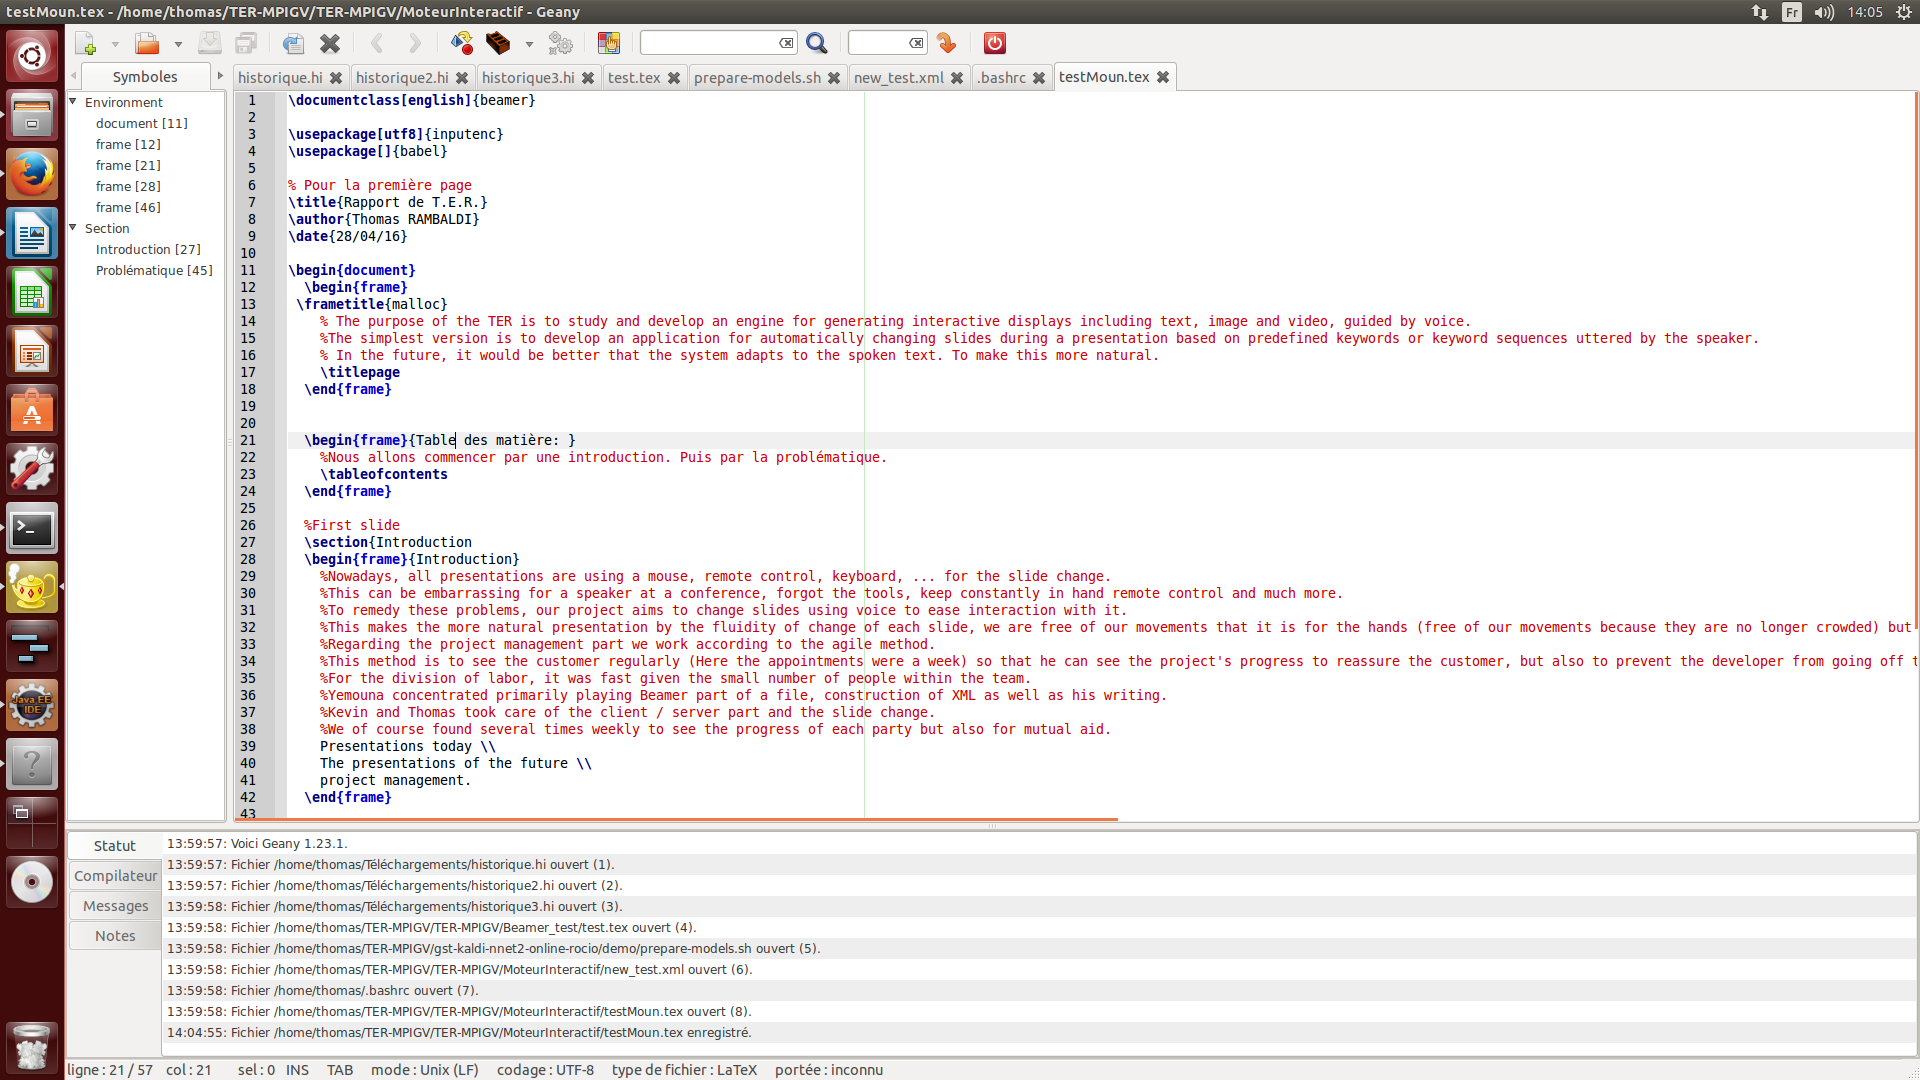 testMoun.tex - /home/thomas/TER-MPIGV/TER-MPIGV/MoteurInteractif - Geany
Fr
14:05
Symboles
historique.hi
historique2.hi
historique3.hi
test.tex
prepare-models.sh
new_test.xml
.bashrc
testMoun.tex
Environment
document [11]
frame [12]
frame [21]
frame [28]
frame [46]
Section
Introduction [27]
Problématique [45]
1 \documentclass[english]{beamer}
2
3 \usepackage[utf8]{inputenc}
4 \usepackage[]{babel}
5
6 % Pour la première page
7 \title{Rapport de T.E.R.}
8 \author{Thomas RAMBALDI}
9 \date{28/04/16}
10
11 \begin{document}
12 \begin{frame}
13 \frametitle{malloc}
14 % The purpose of the TER is to study and develop an engine for generating interactive displays including text, image and video, guided by voice.
15 %The simplest version is to develop an application for automatically changing slides during a presentation based on predefined keywords or keyword sequences uttered by the speaker.
16 % In the future, it would be better that the system adapts to the spoken text. To make this more natural.
17 \titlepage
18 \end{frame}
19
20
21 \begin{frame}{Table des matière: }
22 %Nous allons commencer par une introduction. Puis par la problématique.
23 \tableofcontents
24 \end{frame}
25
26 %First slide
27 \section{Introduction
28 \begin{frame}{Introduction}
29 %Nowadays, all presentations are using a mouse, remote control, keyboard, ... for the slide change.
30 %This can be embarrassing for a speaker at a conference, forgot the tools, keep constantly in hand remote control and much more.
31 %To remedy these problems, our project aims to change slides using voice to ease interaction with it.
32 %This makes the more natural presentation by the fluidity of change of each slide, we are free of our movements that it is for the hands (free of our movements because they are no longer crowded) but
33 %Regarding the project management part we work according to the agile method.
34 %This method is to see the customer regularly (Here the appointments were a week) so that he can see the project's progress to reassure the customer, but also to prevent the developer from going off t
35 %For the division of labor, it was fast given the small number of people within the team.
36 %Yemouna concentrated primarily playing Beamer part of a file, construction of XML as well as his writing.
37 %Kevin and Thomas took care of the client / server part and the slide change.
38 %We of course found several times weekly to see the progress of each party but also for mutual aid.
39 Presentations today \\
40 The presentations of the future \\
41 project management.
42 \end{frame}
43
Statut
Compilateur
Messages
Notes
13:59:57: Voici Geany 1.23.1.
13:59:57: Fichier /home/thomas/Téléchargements/historique.hi ouvert (1).
13:59:57: Fichier /home/thomas/Téléchargements/historique2.hi ouvert (2).
13:59:58: Fichier /home/thomas/Téléchargements/historique3.hi ouvert (3).
13:59:58: Fichier /home/thomas/TER-MPIGV/TER-MPIGV/Beamer_test/test.tex ouvert (4).
13:59:58: Fichier /home/thomas/TER-MPIGV/gst-kaldi-nnet2-online-rocio/demo/prepare-models.sh ouvert (5).
13:59:58: Fichier /home/thomas/TER-MPIGV/TER-MPIGV/MoteurInteractif/new_test.xml ouvert (6).
13:59:58: Fichier /home/thomas/.bashrc ouvert (7).
13:59:58: Fichier /home/thomas/TER-MPIGV/TER-MPIGV/MoteurInteractif/testMoun.tex ouvert (8).
14:04:55: Fichier /home/thomas/TER-MPIGV/TER-MPIGV/MoteurInteractif/testMoun.tex enregistré.
Java EE
IDE
ligne : 21 / 57 col : 21 sel : 0 INS TAB mode : Unix (LF) codage : UTF-8 type de fichier : LaTeX portée : inconnu